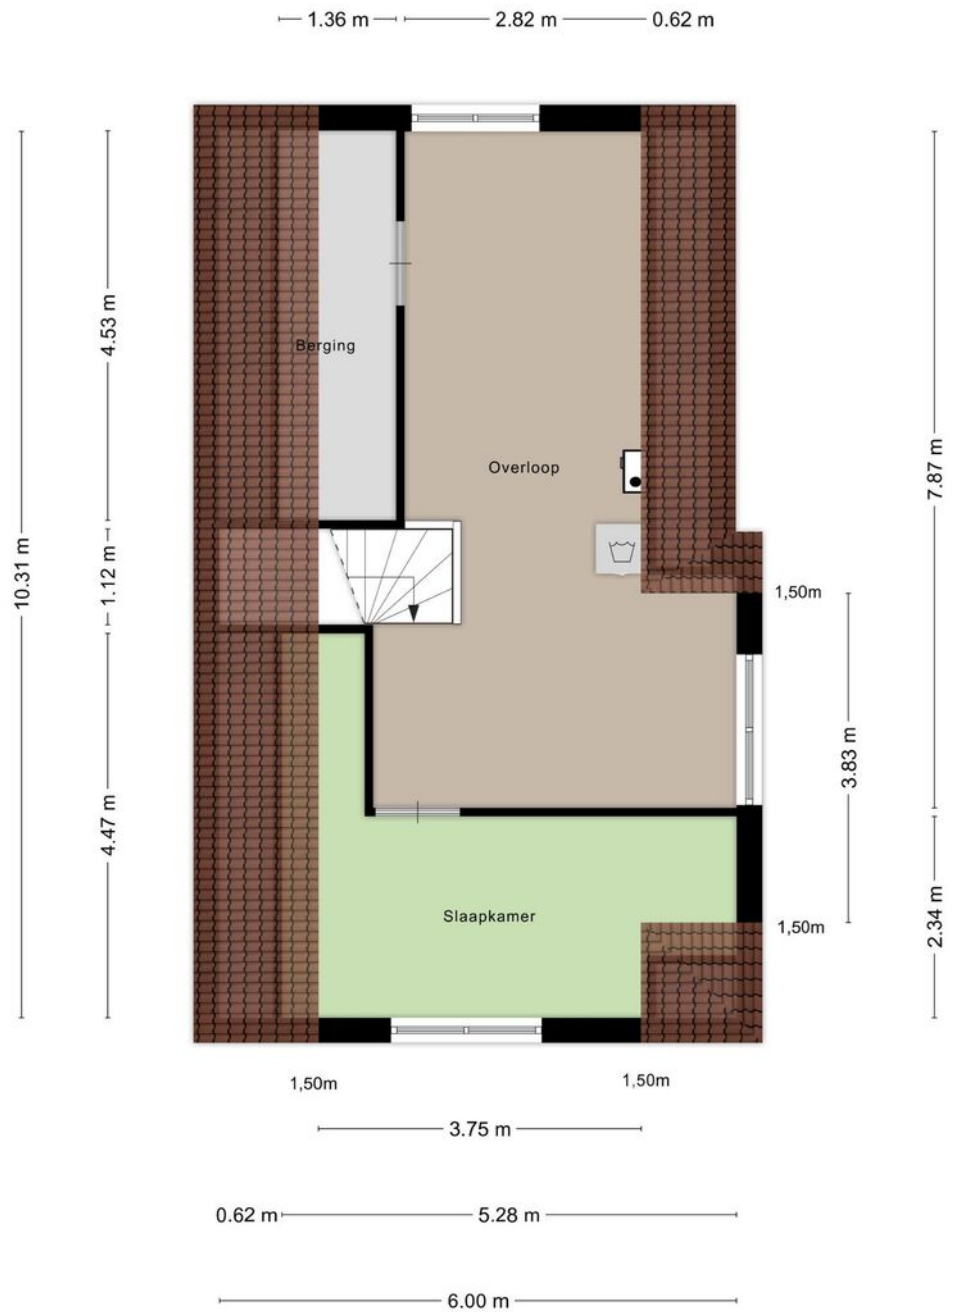 1.36 m 2.82 m 0.62 m
4.53 m
Berging
Overloop
7.87 m
10.31 m
1.12 m
1,50m
3.83 m
4.47 m
Slaapkamer
2.34 m
1,50m
1,50m 1,50m
3.75 m
0.62 m 5.28 m
6.00 m